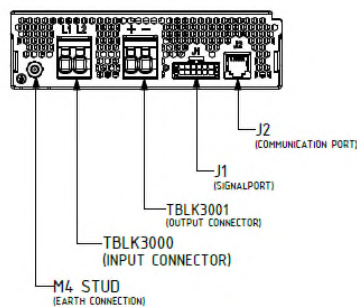 L1 L2
+ −
J1
J2
J2
(COMMUNICATION PORT)
J1
(SIGNALPORT)
TBLK3001
(OUTPUT CONNECTOR)
TBLK3000
(INPUT CONNECTOR)
M4 STUD
(EARTH CONNECTION)